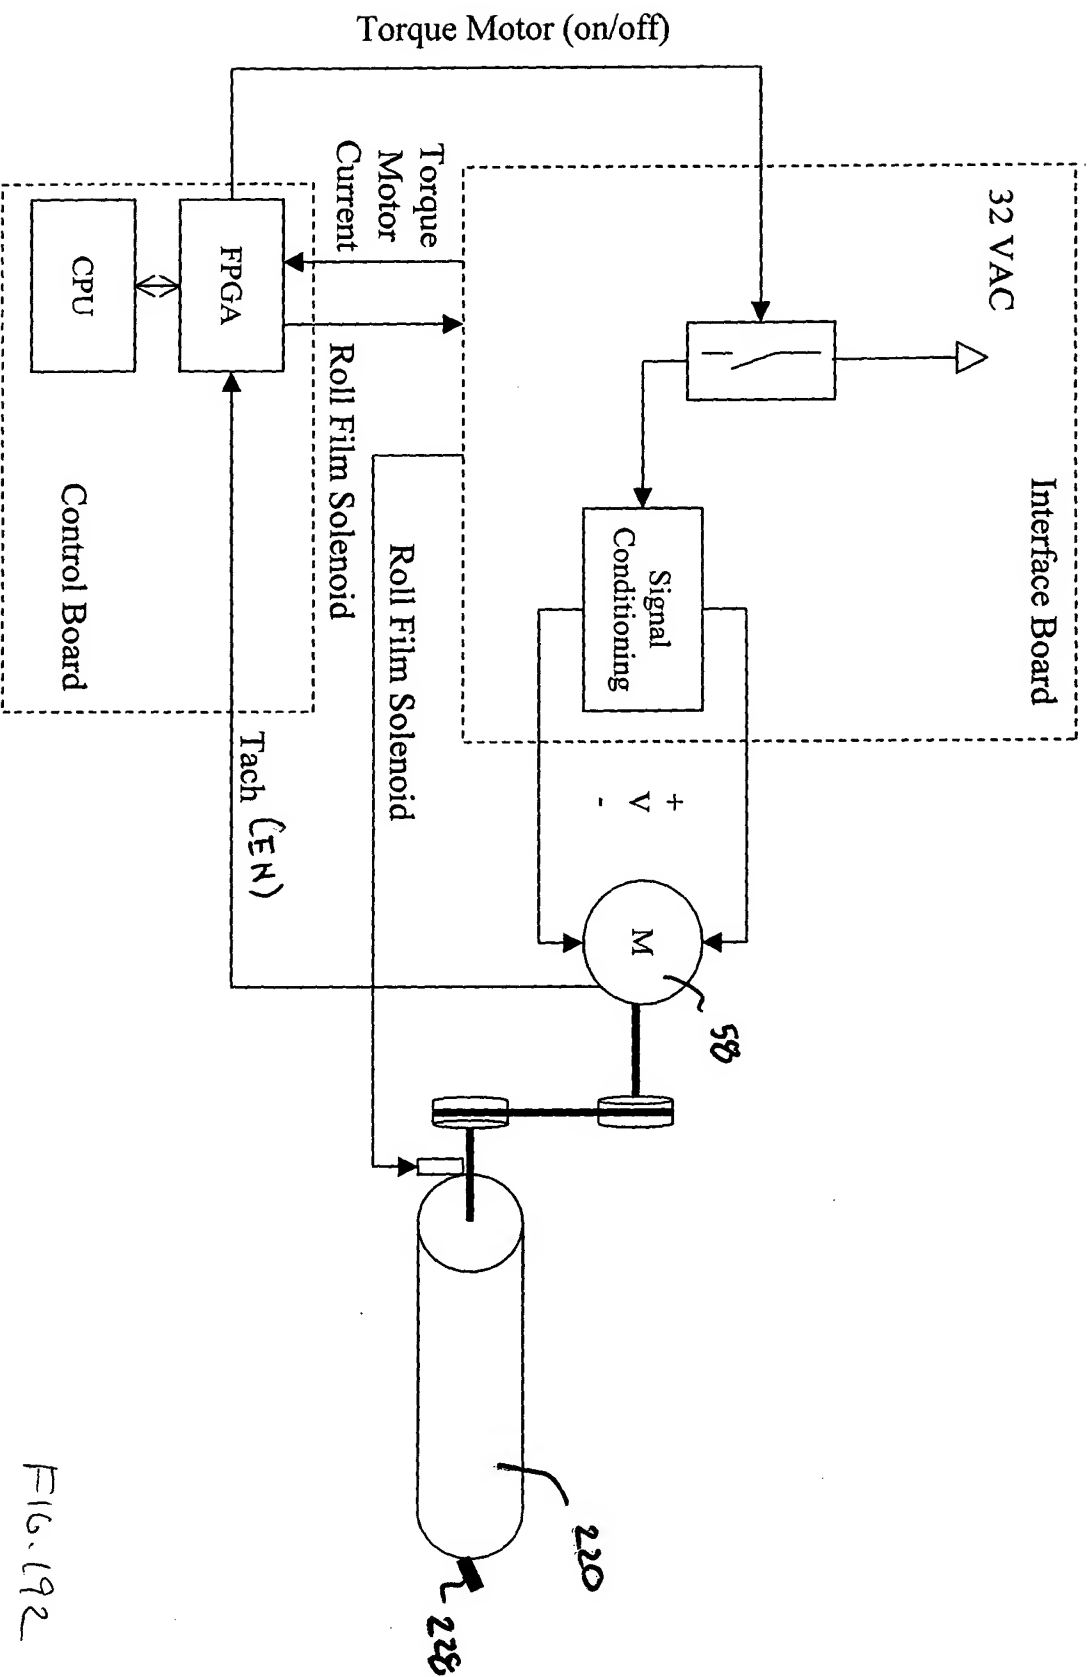 Torque Motor (on/off)
32 VAC
Interface Board
Torque
Motor
Current
Signal
Conditioning
+
V
-
M
58
FPGA
CPU
Roll Film Solenoid
Roll Film Solenoid
Control Board
Tach (EN)
220
228
FIG. 192